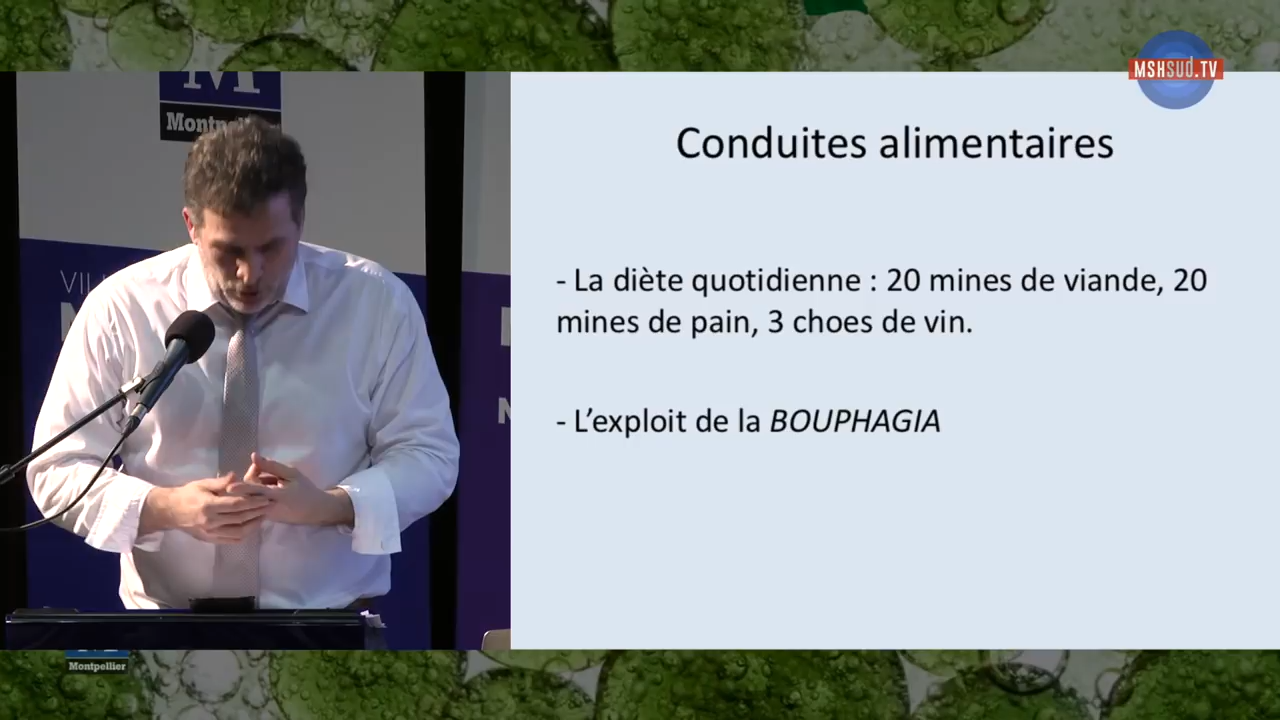 MSHSUD.TV
Montpellier
Conduites alimentaires
- La diète quotidienne : 20 mines de viande, 20
mines de pain, 3 choes de vin.
- L'exploit de la BOUPHAGIA